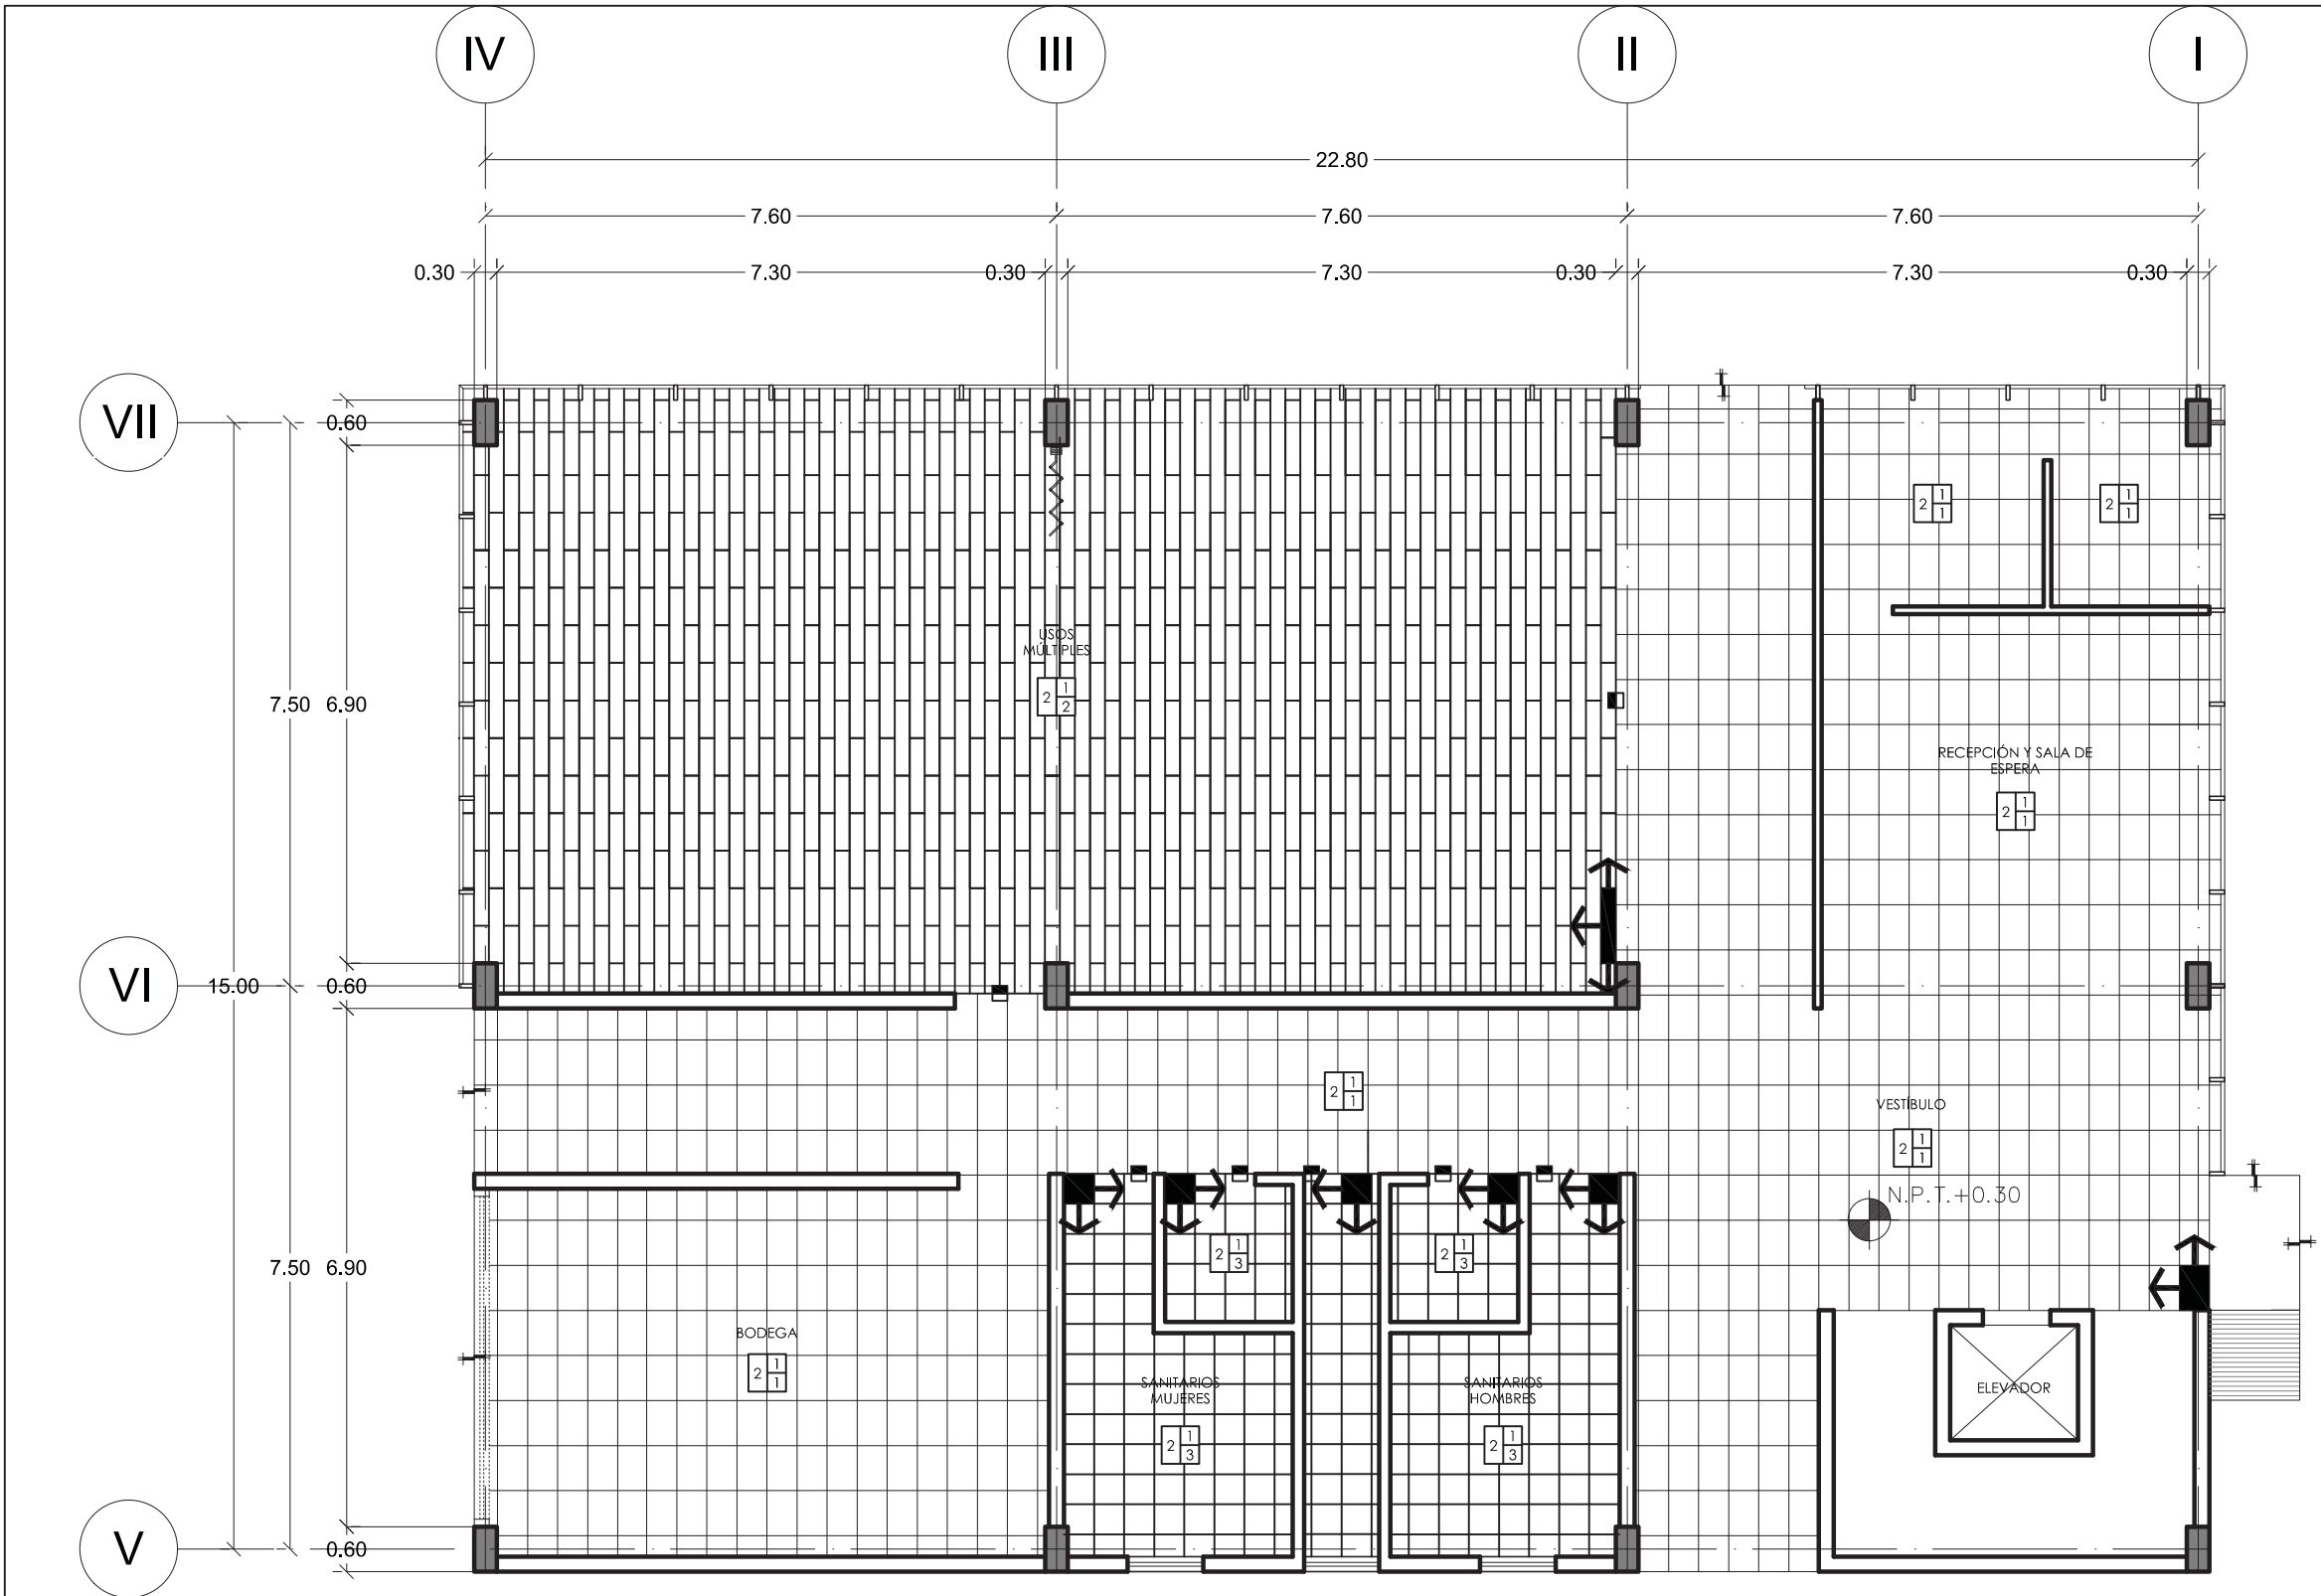 IV III II I
22.80
7.60 7.60 7.60
0.30 7.30 0.30 7.30 0.30 7.30 0.30
VII
0.60
2 1 1
2 1 1
USOS
MÚLTIPLES
2 1 2
7.50 6.90
RECEPCIÓN Y SALA DE
ESPERA
2 1 1
VI
15.00
0.60
2 1 1
VESTÍBULO
2 1 1
N.P.T.+0.30
2 1 3
2 1 3
7.50 6.90
BODEGA
2 1 1
SANITARIOS
MUJERES
2 1 3
SANITARIOS
HOMBRES
2 1 3
ELEVADOR
V
0.60